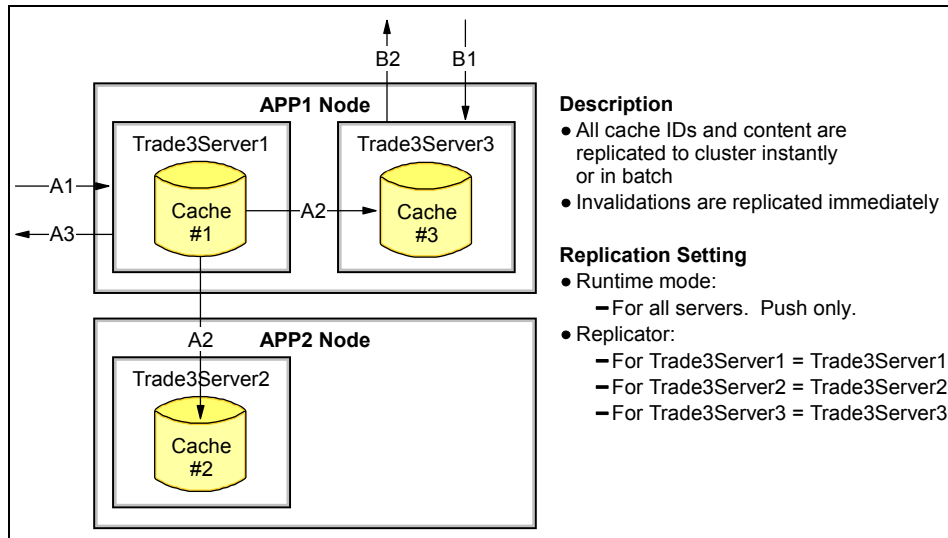 B2
B1
APP1 Node
Trade3Server1
Trade3Server3
A1
Cache
#1
A2
Cache
#3
A3
A2
APP2 Node
Trade3Server2
Cache
#2
Description
• All cache IDs and content are
replicated to cluster instantly
or in batch
• Invalidations are replicated immediately
Replication Setting
• Runtime mode:
– For all servers. Push only.
• Replicator:
– For Trade3Server1 = Trade3Server1
– For Trade3Server2 = Trade3Server2
– For Trade3Server3 = Trade3Server3